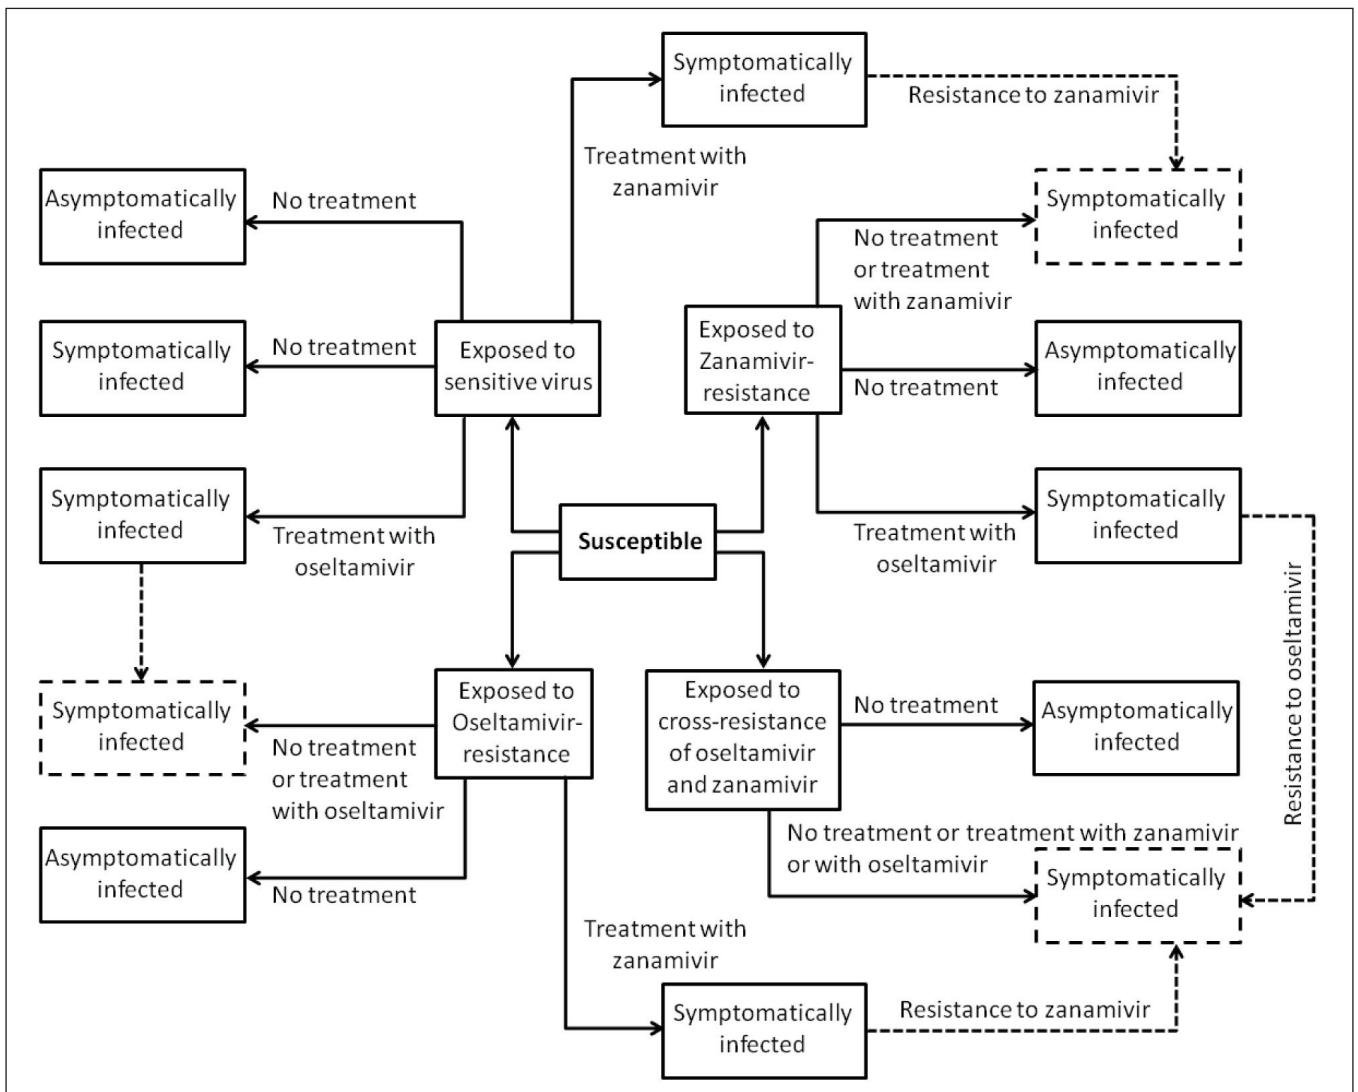 Symptomatically
infected
Resistance to zanamivir
Treatment with
zanamivir
Asymptomatically
infected
No treatment
Symptomatically
infected
No treatment
or treatment
with zanamivir
Symptomatically
infected
No treatment
Exposed to
sensitive virus
Exposed to
Zanamivir-
resistance
No treatment
Asymptomatically
infected
Symptomatically
infected
Treatment with
oseltamivir
Susceptible
Treatment with
oseltamivir
Symptomatically
infected
Resistance to oseltamivir
Symptomatically
infected
No treatment
or treatment
with oseltamivir
Exposed to
Oseltamivir-
resistance
Exposed to
cross-resistance
of oseltamivir
and zanamivir
No treatment
Asymptomatically
infected
Asymptomatically
infected
No treatment
No treatment or treatment with zanamivir
or with oseltamivir
Symptomatically
infected
Treatment with
zanamivir
Symptomatically
infected
Resistance to zanamivir